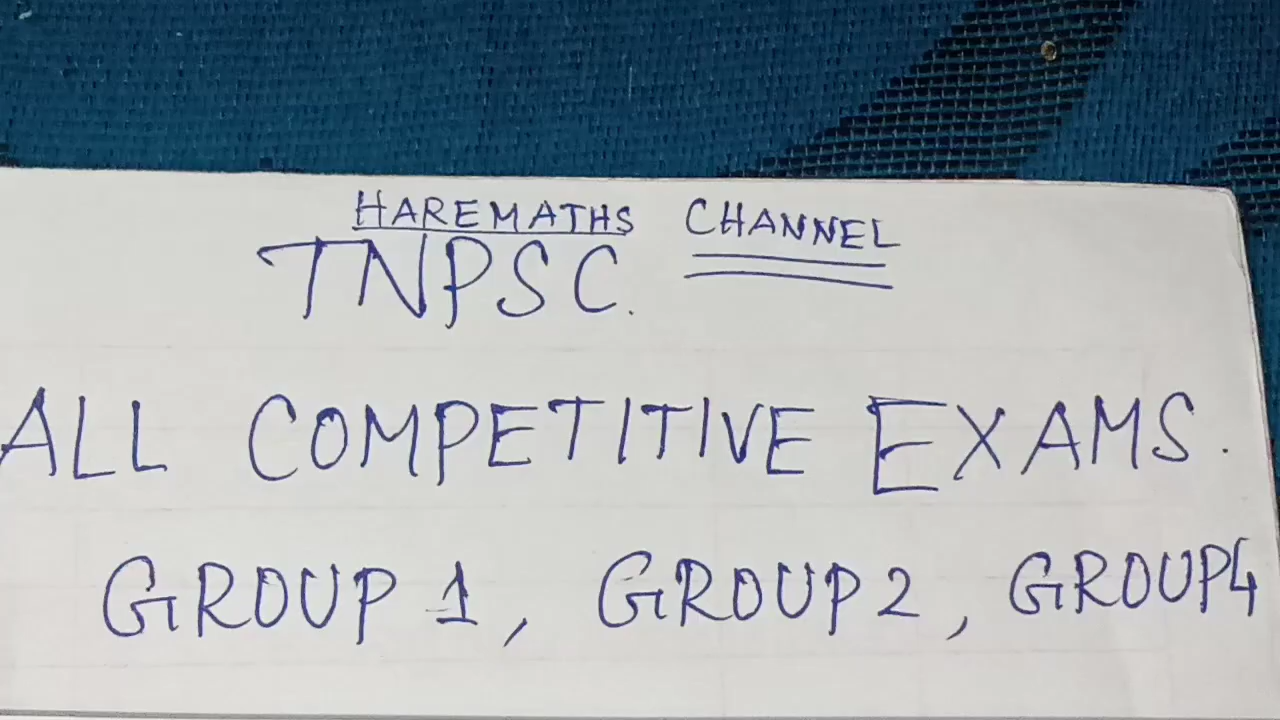 HAREMATHS CHANNEL
TNPSC.
ALL COMPETITIVE EXAMS.
GROUP 1, GROUP 2, GROUP4